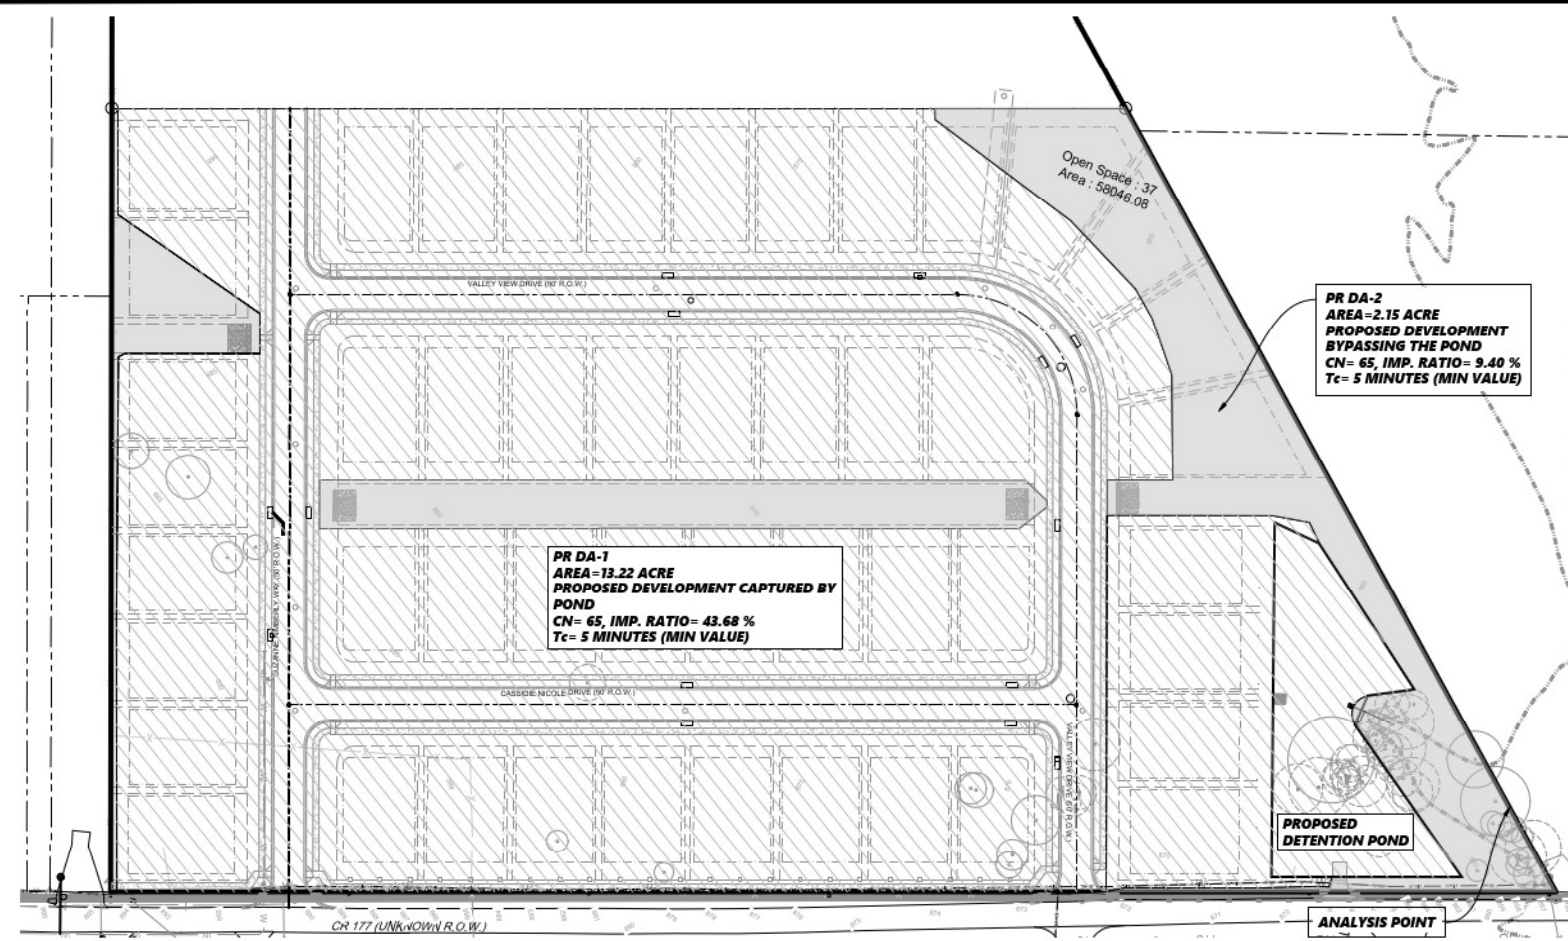 Open Space : 37
Area : 58046.08
VALLEY VIEW DRIVE (50' R.O.W.)
PR DA-2
AREA=2.15 ACRE
PROPOSED DEVELOPMENT
BYPASSING THE POND
CN= 65, IMP. RATIO= 9.40 %
Tc= 5 MINUTES (MIN VALUE)
PR DA-1
AREA=13.22 ACRE
PROPOSED DEVELOPMENT CAPTURED BY
POND
CN= 65, IMP. RATIO= 43.68 %
Tc= 5 MINUTES (MIN VALUE)
CASSIDIE NICOLE DRIVE (50' R.O.W.)
PROPOSED
DETENTION POND
CR 177 (UNKNOWN R.O.W.)
ANALYSIS POINT